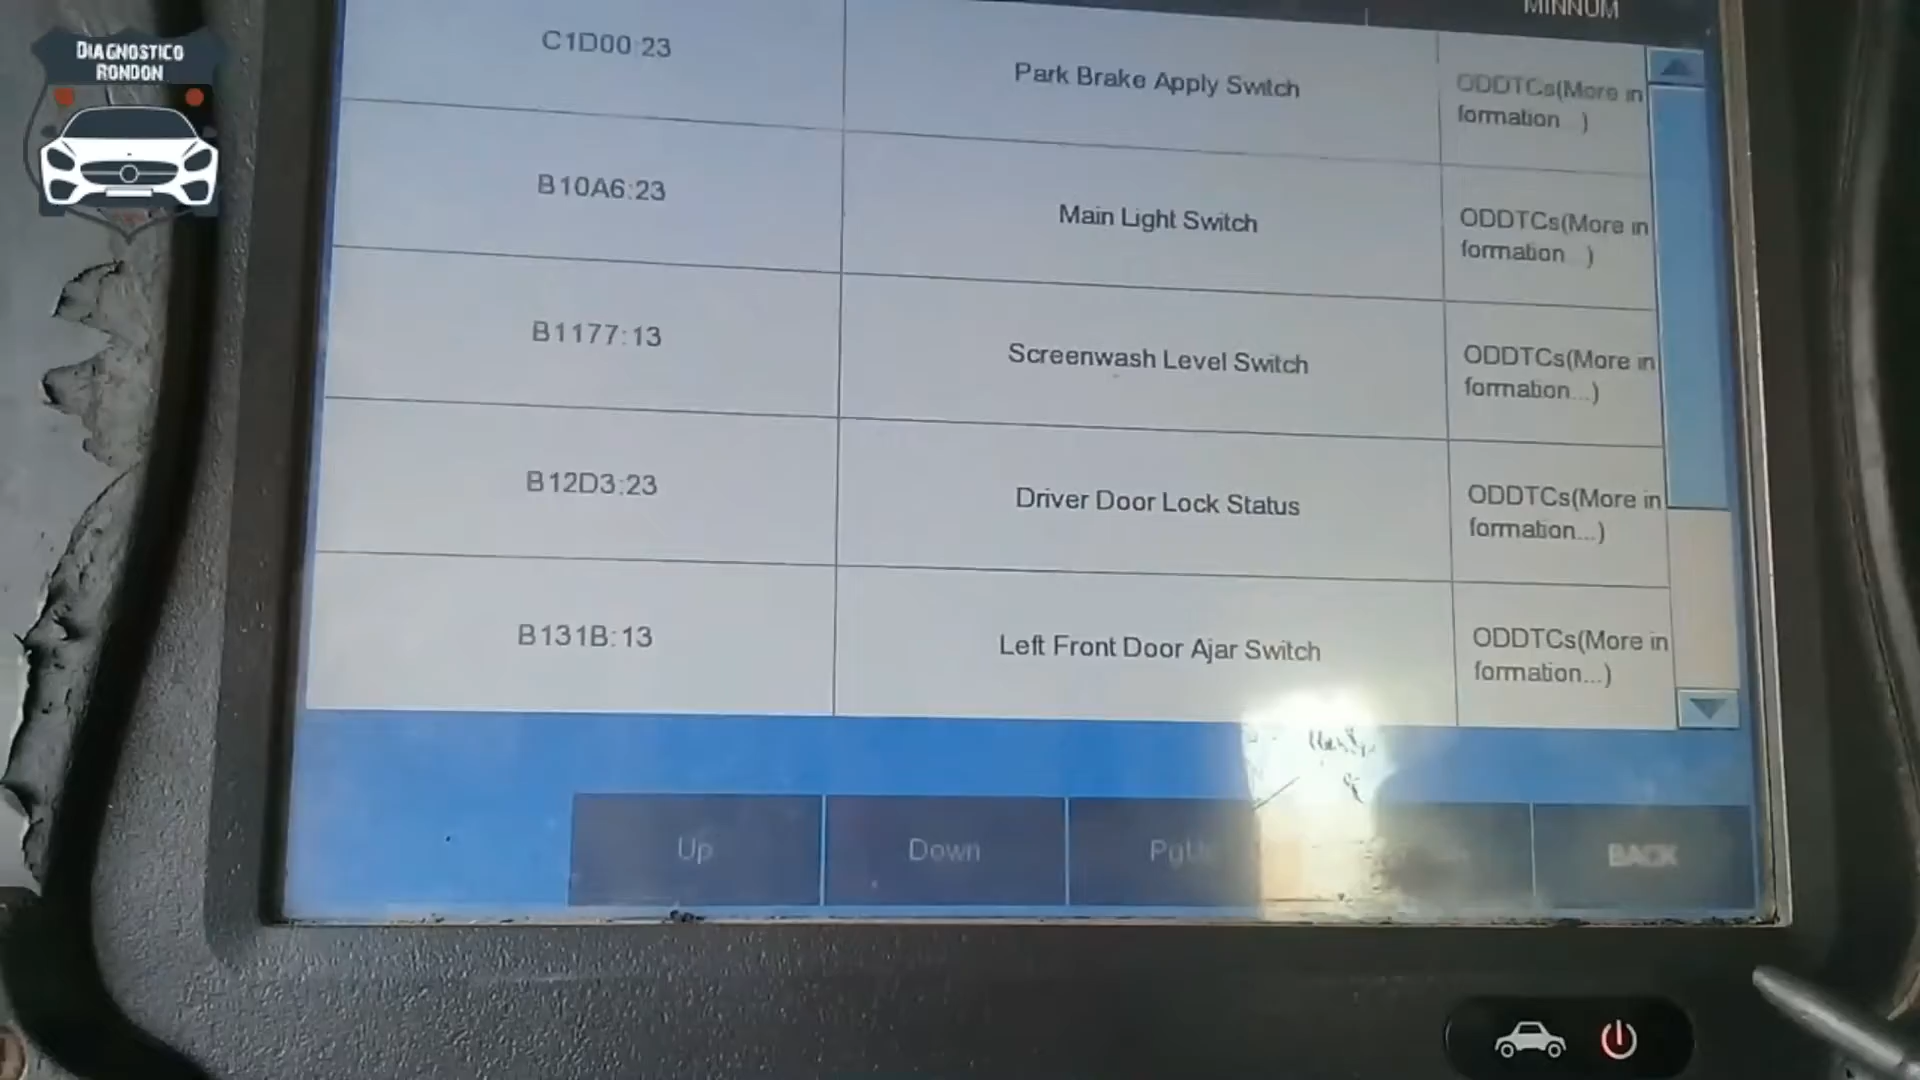 DIAGNOSTICO
RONDON
MINNUM
C1D00:23
Park Brake Apply Switch
ODDTCs(More in
formation )
B10A6:23
Main Light Switch
ODDTCs(More in
formation )
B1177:13
Screenwash Level Switch
ODDTCs(More in
formation...)
B12D3:23
Driver Door Lock Status
ODDTCs(More in
formation...)
B131B:13
Left Front Door Ajar Switch
ODDTCs(More in
formation...)
Up
Down
BACK